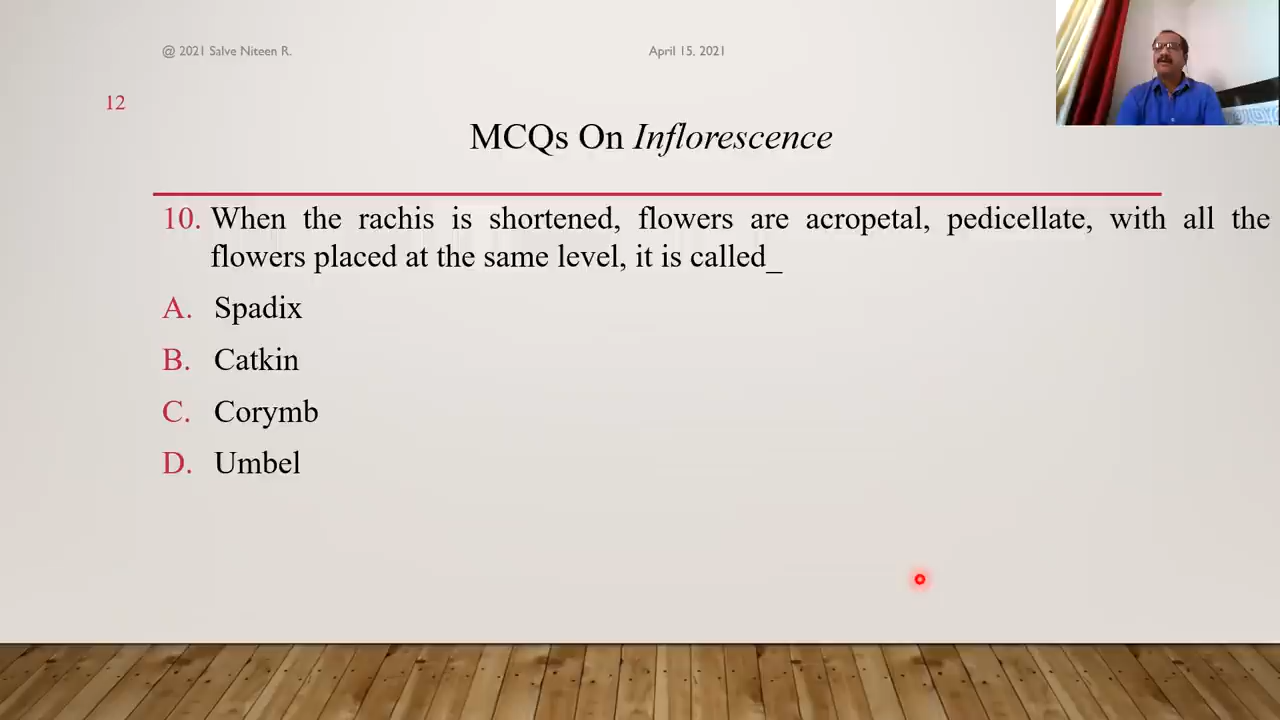 @ 2021 Salve Niteen R.
April 15, 2021
12
MCQs On Inflorescence
10. When the rachis is shortened, flowers are acropetal, pedicellate, with all the
flowers placed at the same level, it is called_
A. Spadix
B. Catkin
C. Corymb
D. Umbel